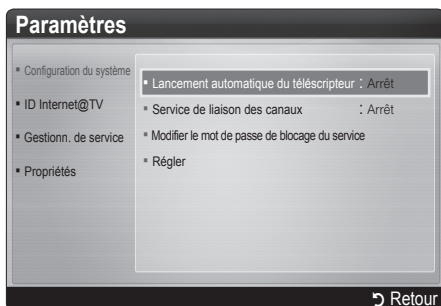 Paramètres
▪ Configuration du système
▪ ID Internet@TV
▪ Gestionn. de service
▪ Propriétés
▪ Lancement automatique du téléscripteur : Arrêt
▪ Service de liaison des canaux : Arrêt
▪ Modifier le mot de passe de blocage du service
▪ Régler
Retour